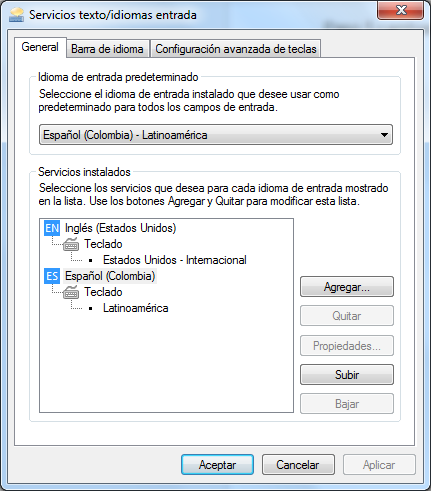 Servicios texto/idiomas entrada
General
Barra de idioma
Configuración avanzada de teclas
Idioma de entrada predeterminado
Seleccione el idioma de entrada instalado que desee usar como
predeterminado para todos los campos de entrada.
Español (Colombia) - Latinoamérica
Servicios instalados
Seleccione los servicios que desea para cada idioma de entrada mostrado
en la lista. Use los botones Agregar y Quitar para modificar esta lista.
EN Inglés (Estados Unidos)
Teclado
Estados Unidos - Internacional
ES Español (Colombia)
Teclado
Latinoamérica
Agregar...
Quitar
Propiedades...
Subir
Bajar
Aceptar
Cancelar
Aplicar